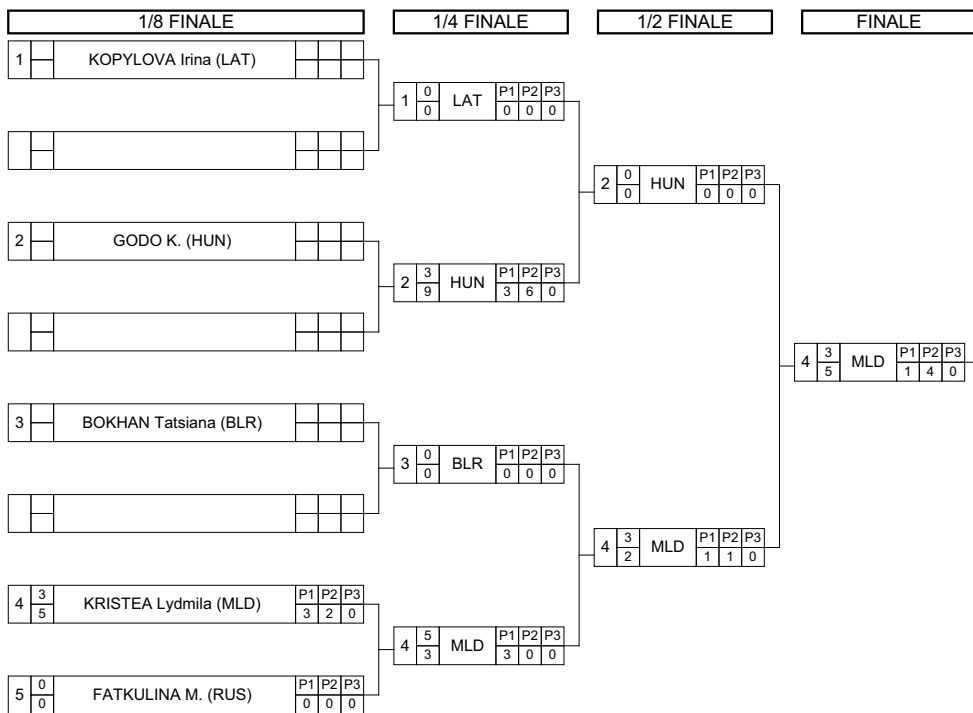 1/8 FINALE 1/4 FINALE 1/2 FINALE FINALE
1 KOPYLOVA Irina (LAT)
1 0 LAT P1 P2 P3
0 0 0 0
2 0 HUN P1 P2 P3
0 0 0 0
2 GODO K. (HUN)
2 3 HUN P1 P2 P3
9 3 6 0
4 3 MLD P1 P2 P3
5 1 4 0
3 BOKHAN Tatsiana (BLR)
3 0 BLR P1 P2 P3
0 0 0 0
4 3 MLD P1 P2 P3
2 1 1 0
4 3 KRISTEA Lydmila (MLD) P1 P2 P3
5 3 2 0
4 5 MLD P1 P2 P3
3 3 0 0
5 0 FATKULINA M. (RUS) P1 P2 P3
0 0 0 0